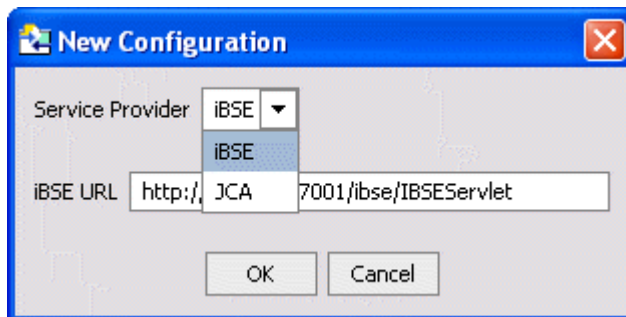 New Configuration
Service Provider iBSE
iBSE
iBSE URL http:/ JCA 7001/ibse/IBSEServlet
OK Cancel